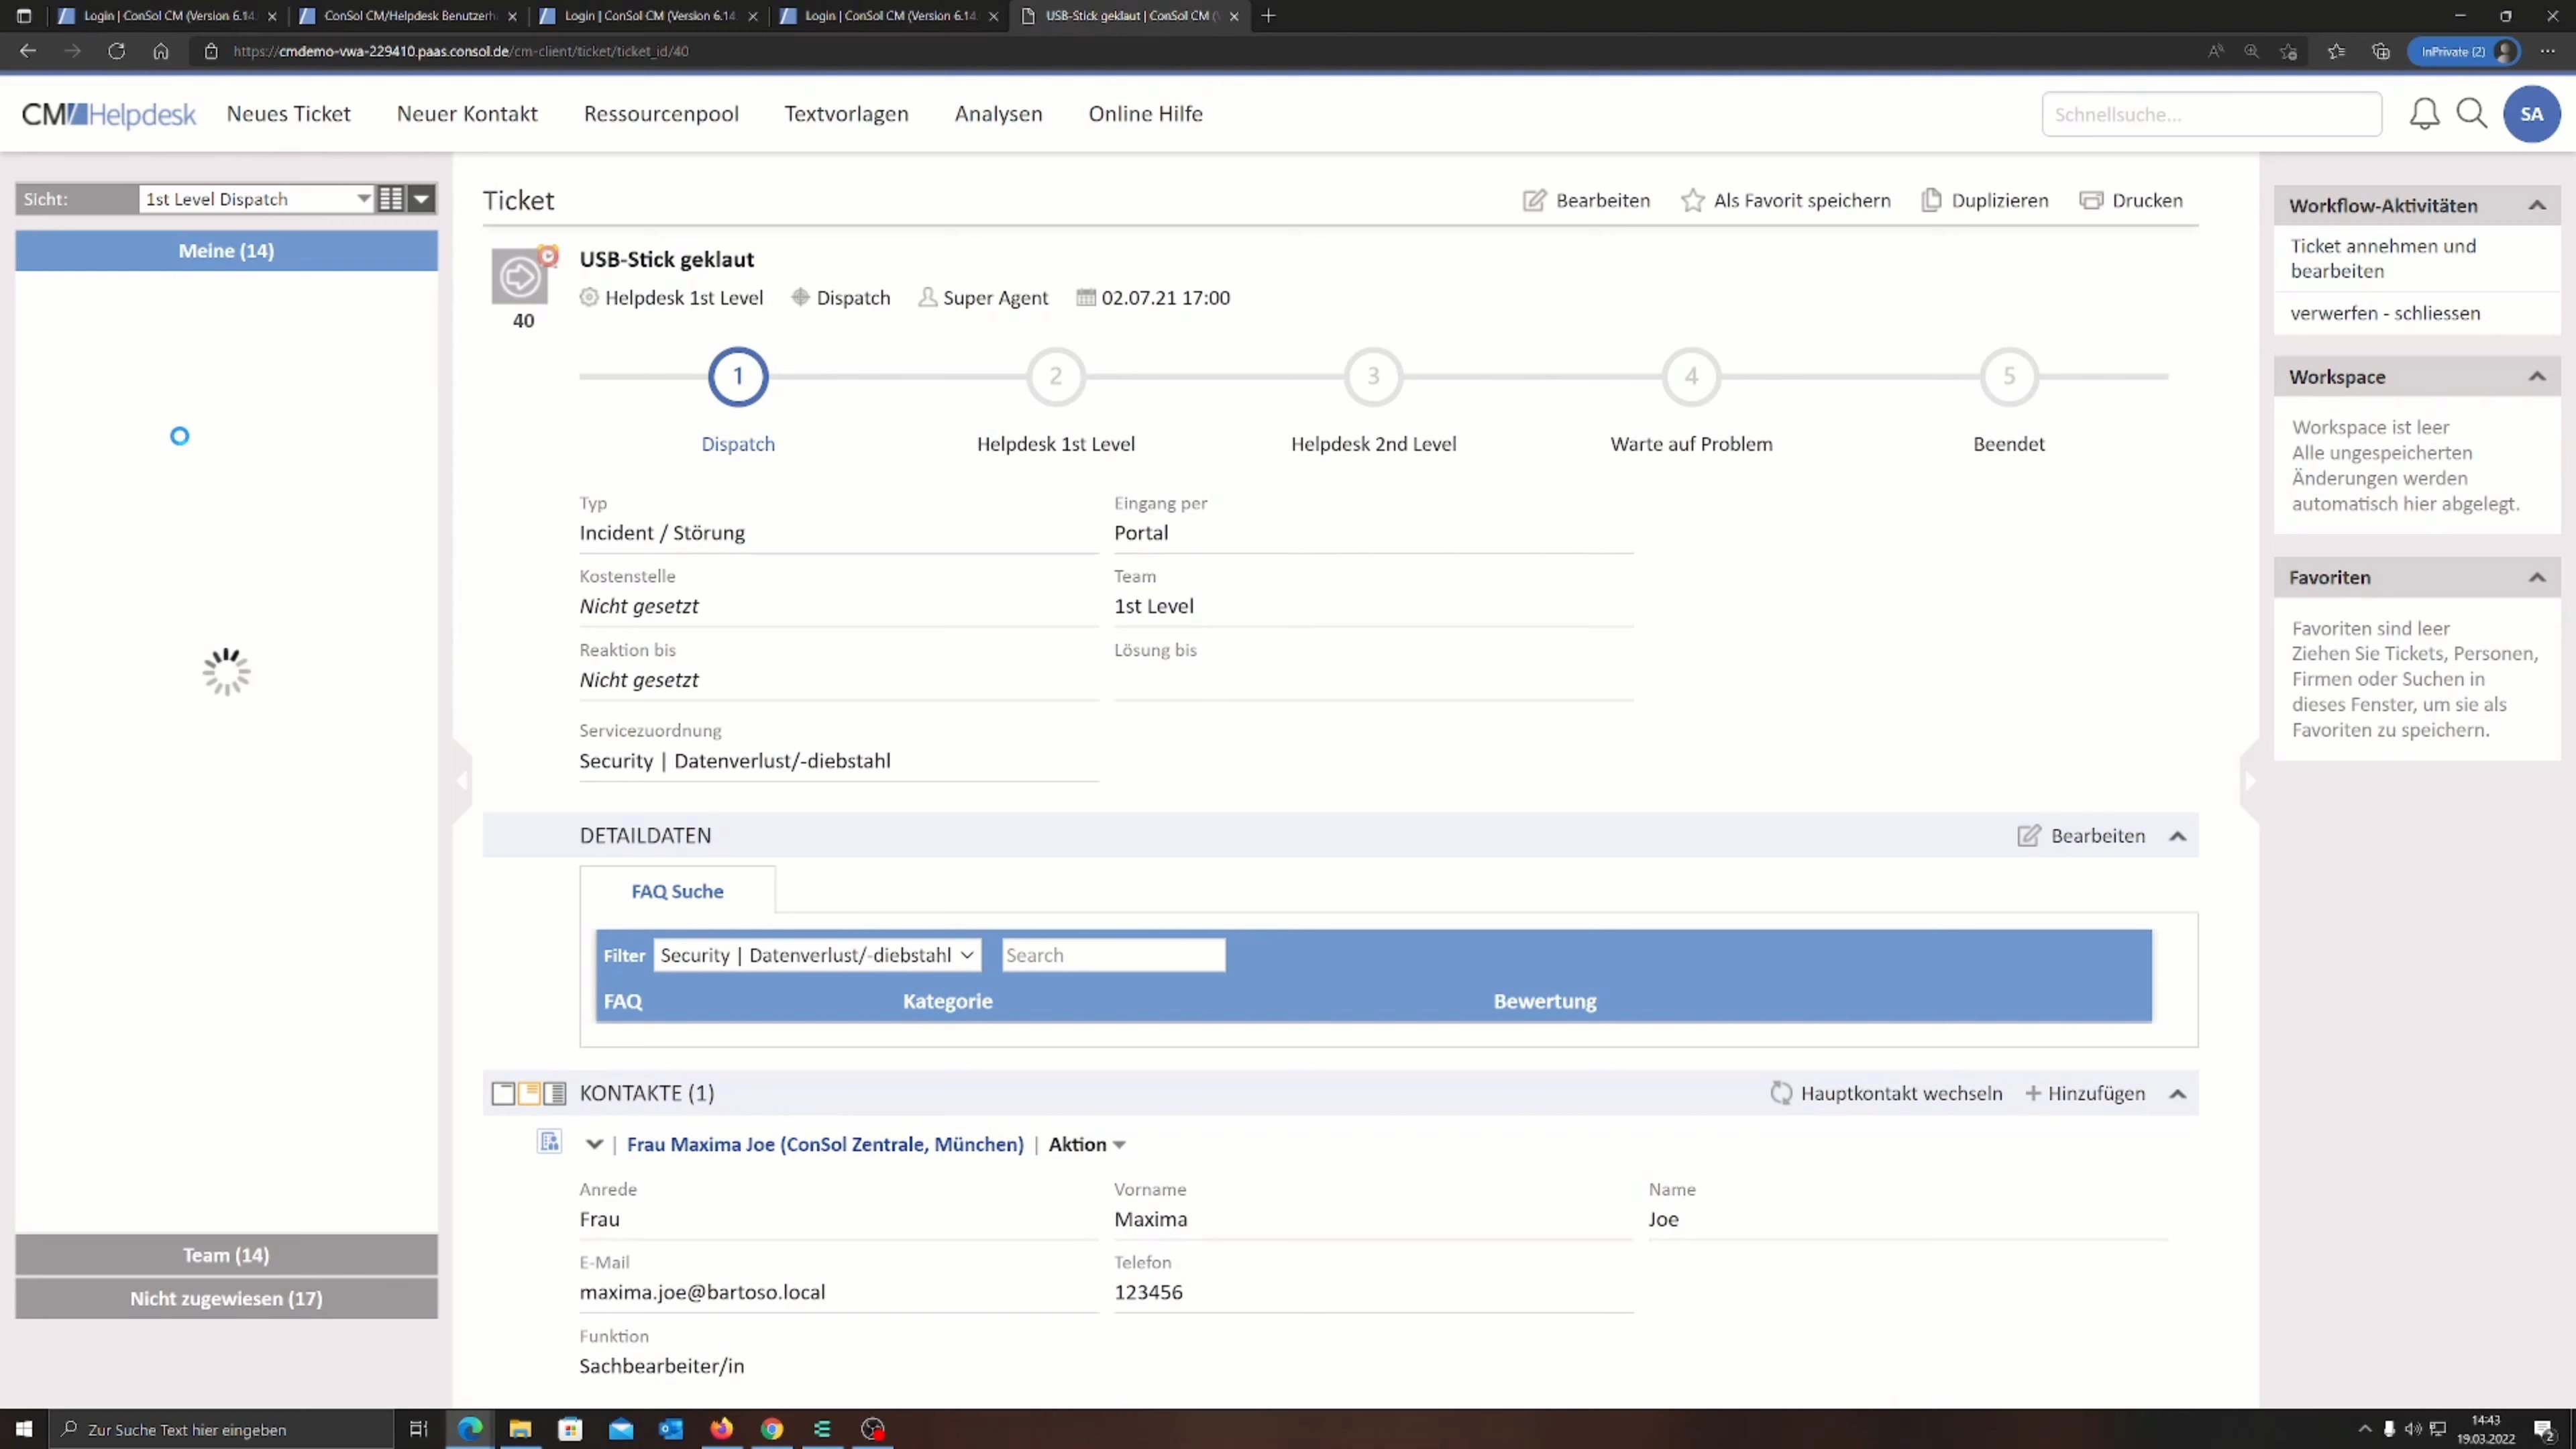 Login | ConSol CM (Version 6.14.
ConSol CM/Helpdesk Benutzerh
Login | ConSol CM (Version 6.14.
Login | ConSol CM (Version 6.14.
USB-Stick geklaut | ConSol CM (
https://cmdemo-vwa-229410.paas.consol.de/cm-client/ticket/ticket_id/40
InPrivate (2)
CM/Helpdesk
Neues Ticket
Neuer Kontakt
Ressourcenpool
Textvorlagen
Analysen
Online Hilfe
Schnellsuche...
SA
Sicht:
1st Level Dispatch
Meine (14)
Team (14)
Nicht zugewiesen (17)
Ticket
Bearbeiten
Als Favorit speichern
Duplizieren
Drucken
USB-Stick geklaut
40
Helpdesk 1st Level
Dispatch
Super Agent
02.07.21 17:00
1
2
3
4
5
Dispatch
Helpdesk 1st Level
Helpdesk 2nd Level
Warte auf Problem
Beendet
Typ
Incident / Störung
Eingang per
Portal
Kostenstelle
Nicht gesetzt
Team
1st Level
Reaktion bis
Nicht gesetzt
Lösung bis
Servicezuordnung
Security | Datenverlust/-diebstahl
DETAILDATEN
Bearbeiten
FAQ Suche
Filter
Security | Datenverlust/-diebstahl
Search
FAQ
Kategorie
Bewertung
KONTAKTE (1)
Hauptkontakt wechseln
Hinzufügen
Frau Maxima Joe (ConSol Zentrale, München)
Aktion
Anrede
Frau
Vorname
Maxima
Name
Joe
E-Mail
maxima.joe@bartoso.local
Telefon
123456
Funktion
Sachbearbeiter/in
Workflow-Aktivitäten
Ticket annehmen und
bearbeiten
verwerfen - schliessen
Workspace
Workspace ist leer
Alle ungespeicherten
Änderungen werden
automatisch hier abgelegt.
Favoriten
Favoriten sind leer
Ziehen Sie Tickets, Personen,
Firmen oder Suchen in
dieses Fenster, um sie als
Favoriten zu speichern.
Zur Suche Text hier eingeben
14:43
19.03.2022
2